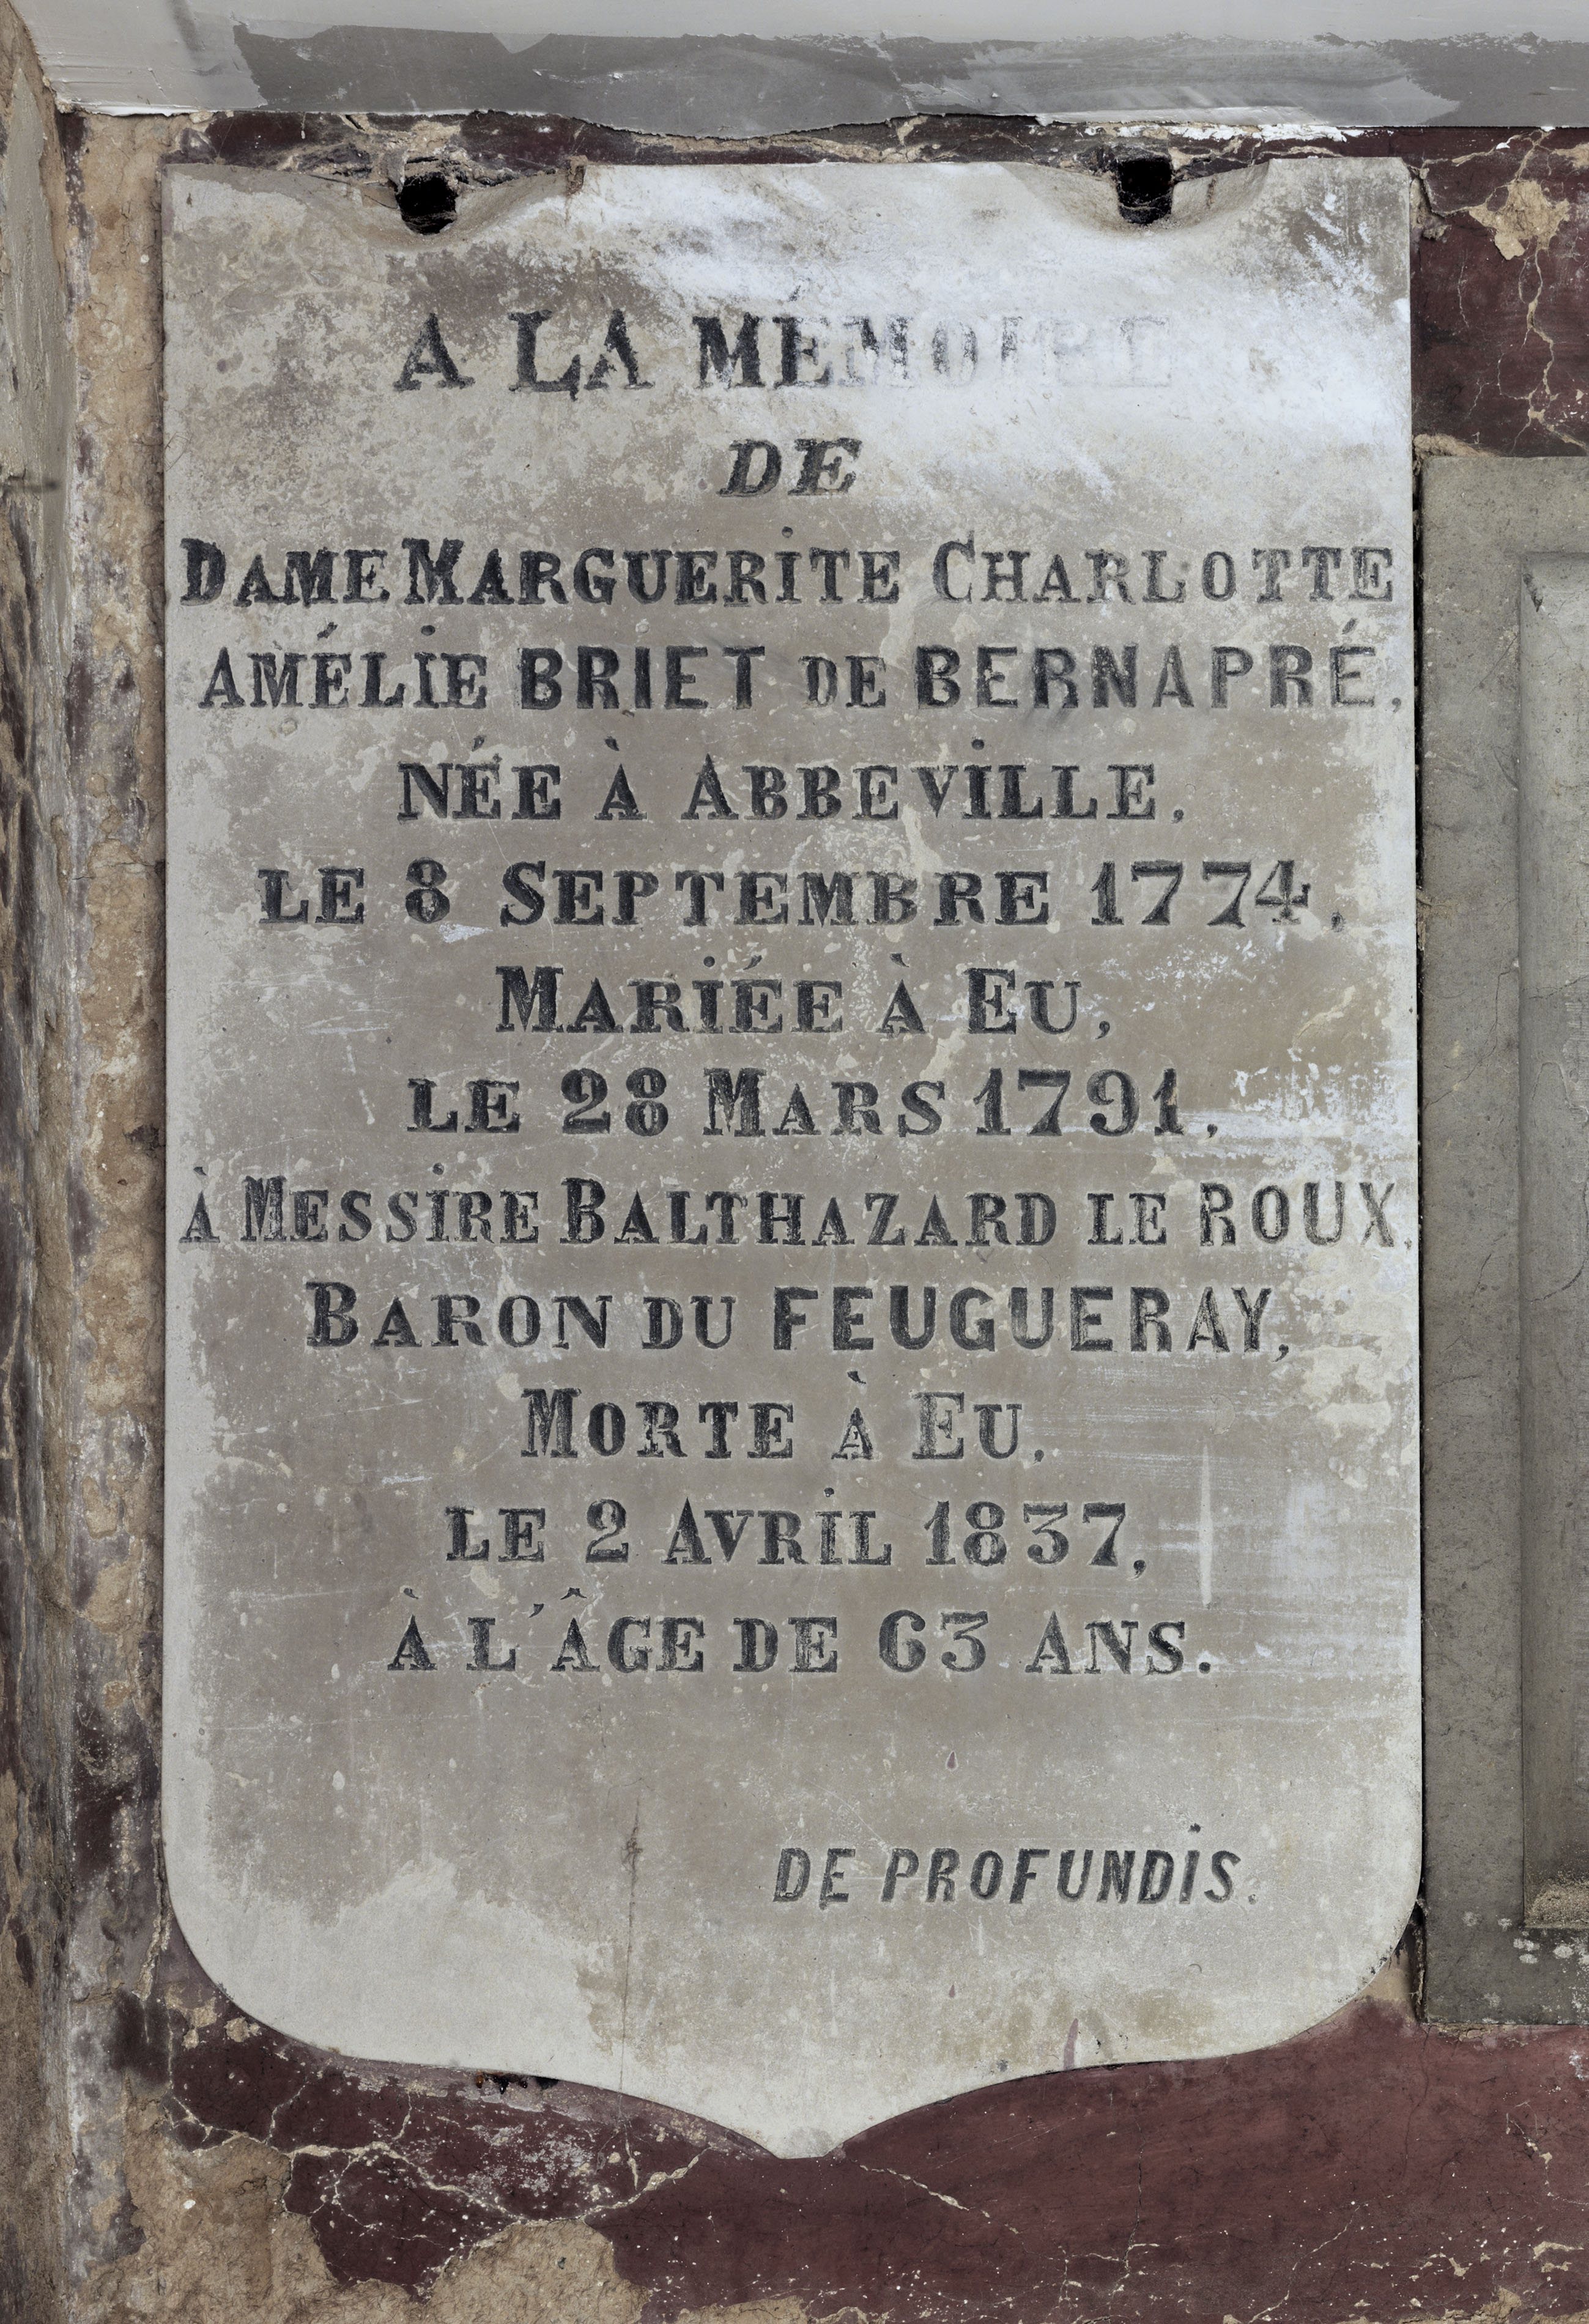 A LA MÉMOIRE
DE
DAME MARGUERITE CHARLOTTE
AMÉLIE BRIET DE BERNAPRÉ,
NÉE À ABBEVILLE,
LE 8 SEPTEMBRE 1774,
MARIÉE À EU,
LE 28 MARS 1791,
À MESSIRE BALTHAZARD LE ROUX,
BARON DU FEUGUERAY,
MORTE À EU,
LE 2 AVRIL 1837,
À L'ÂGE DE 63 ANS.
DE PROFUNDIS.